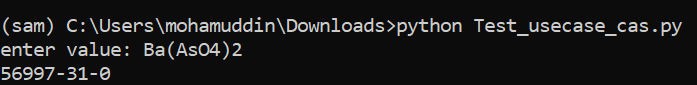 (sam) C:\Users\mohamuddin\Downloads>python Test_usecase_cas.py
enter value: Ba(AsO4)2
56997-31-0